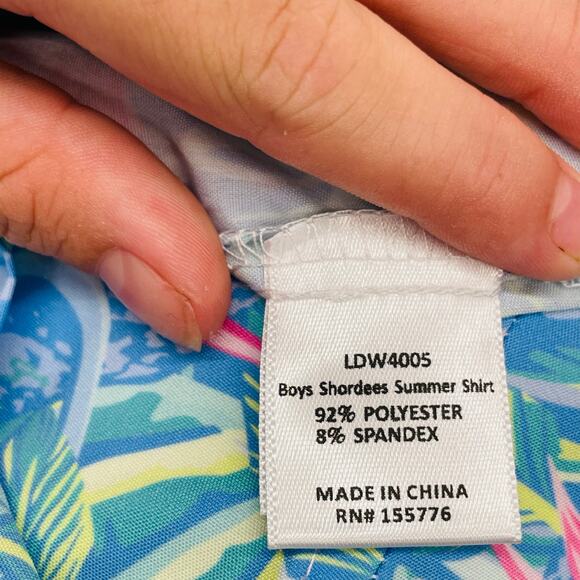 LDW4005
Boys Shordees Summer Shirt
92% POLYESTER
8% SPANDEX
MADE IN CHINA
RN# 155776